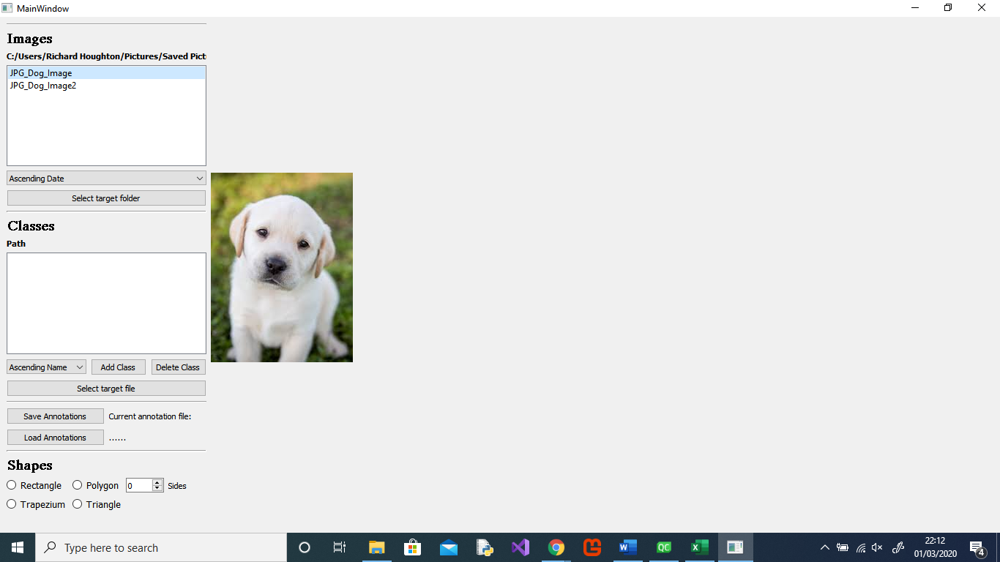 MainWindow
Images
C:/Users/Richard Houghton/Pictures/Saved Pict
JPG_Dog_Image
JPG_Dog_Image2
Ascending Date
Select target folder
Classes
Path
Ascending Name Add Class Delete Class
Select target file
Save Annotations Current annotation file:
Load Annotations ......
Shapes
Rectangle Polygon 0 Sides
Trapezium Triangle
Type here to search
QC
22:12
01/03/2020
4